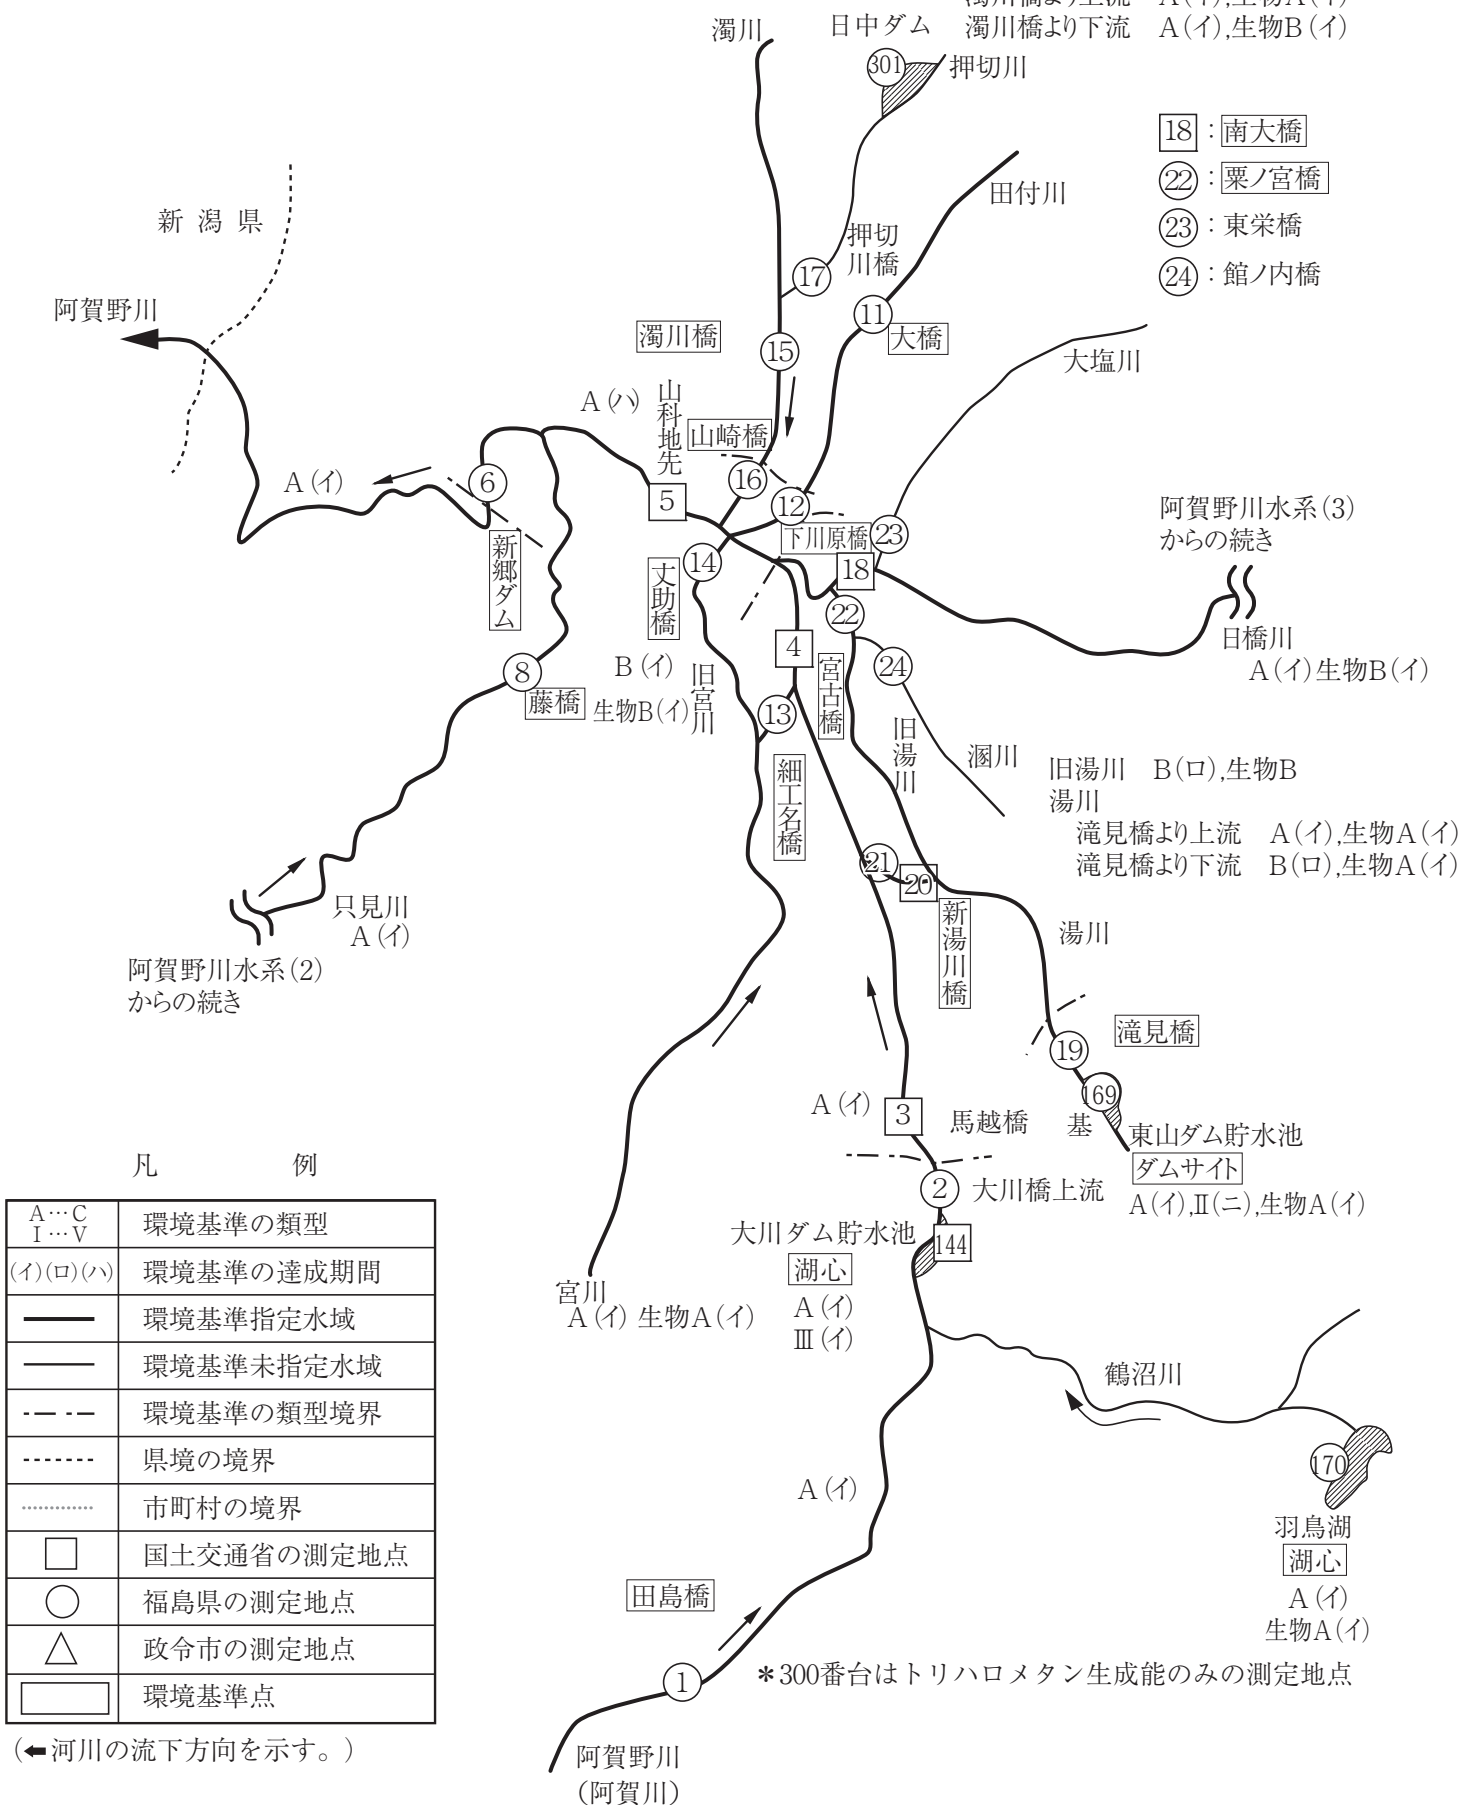 濁川
日中ダム
濁川橋より下流 A(イ),生物B(イ)
301
押切川
18:南大橋
22:粟ノ宮橋
23:東栄橋
24:館ノ内橋
田付川
新潟県
押切
川橋
17
阿賀野川
11
大橋
濁川橋
15
大塩川
A(ハ)
山科地先
山崎橋
A(イ)
6
16
5
12
阿賀野川水系(3)
からの続き
下川原橋
23
新郷ダム
14
18
丈助橋
22
日橋川
A(イ)生物B(イ)
4
B(イ)
旧宮川
宮古橋
24
8
藤橋
生物B(イ)
13
旧湯川
細工名橋
旧湯川 B(ロ),生物B
湯川
滝見橋より上流 A(イ),生物A(イ)
滝見橋より下流 B(ロ),生物A(イ)
21
20
只見川
A(イ)
新湯川橋
湯川
阿賀野川水系(2)
からの続き
滝見橋
19
169
A(イ)
3
馬越橋
基
東山ダム貯水池
ダムサイト
A(イ),Ⅱ(ニ),生物A(イ)
2
大川橋上流
大川ダム貯水池
144
湖心
A(イ)
Ⅲ(イ)
宮川
A(イ)生物A(イ)
鶴沼川
170
羽鳥湖
湖心
A(イ)
生物A(イ)
A(イ)
田島橋
1
*300番台はトリハロメタン生成能のみの測定地点
阿賀野川
(阿賀川)
凡例
A…C
I…V
環境基準の類型
(イ)(ロ)(ハ)
環境基準の達成期間
環境基準指定水域
環境基準未指定水域
環境基準の類型境界
県境の境界
市町村の境界
国土交通省の測定地点
福島県の測定地点
政令市の測定地点
環境基準点
(←河川の流下方向を示す。)